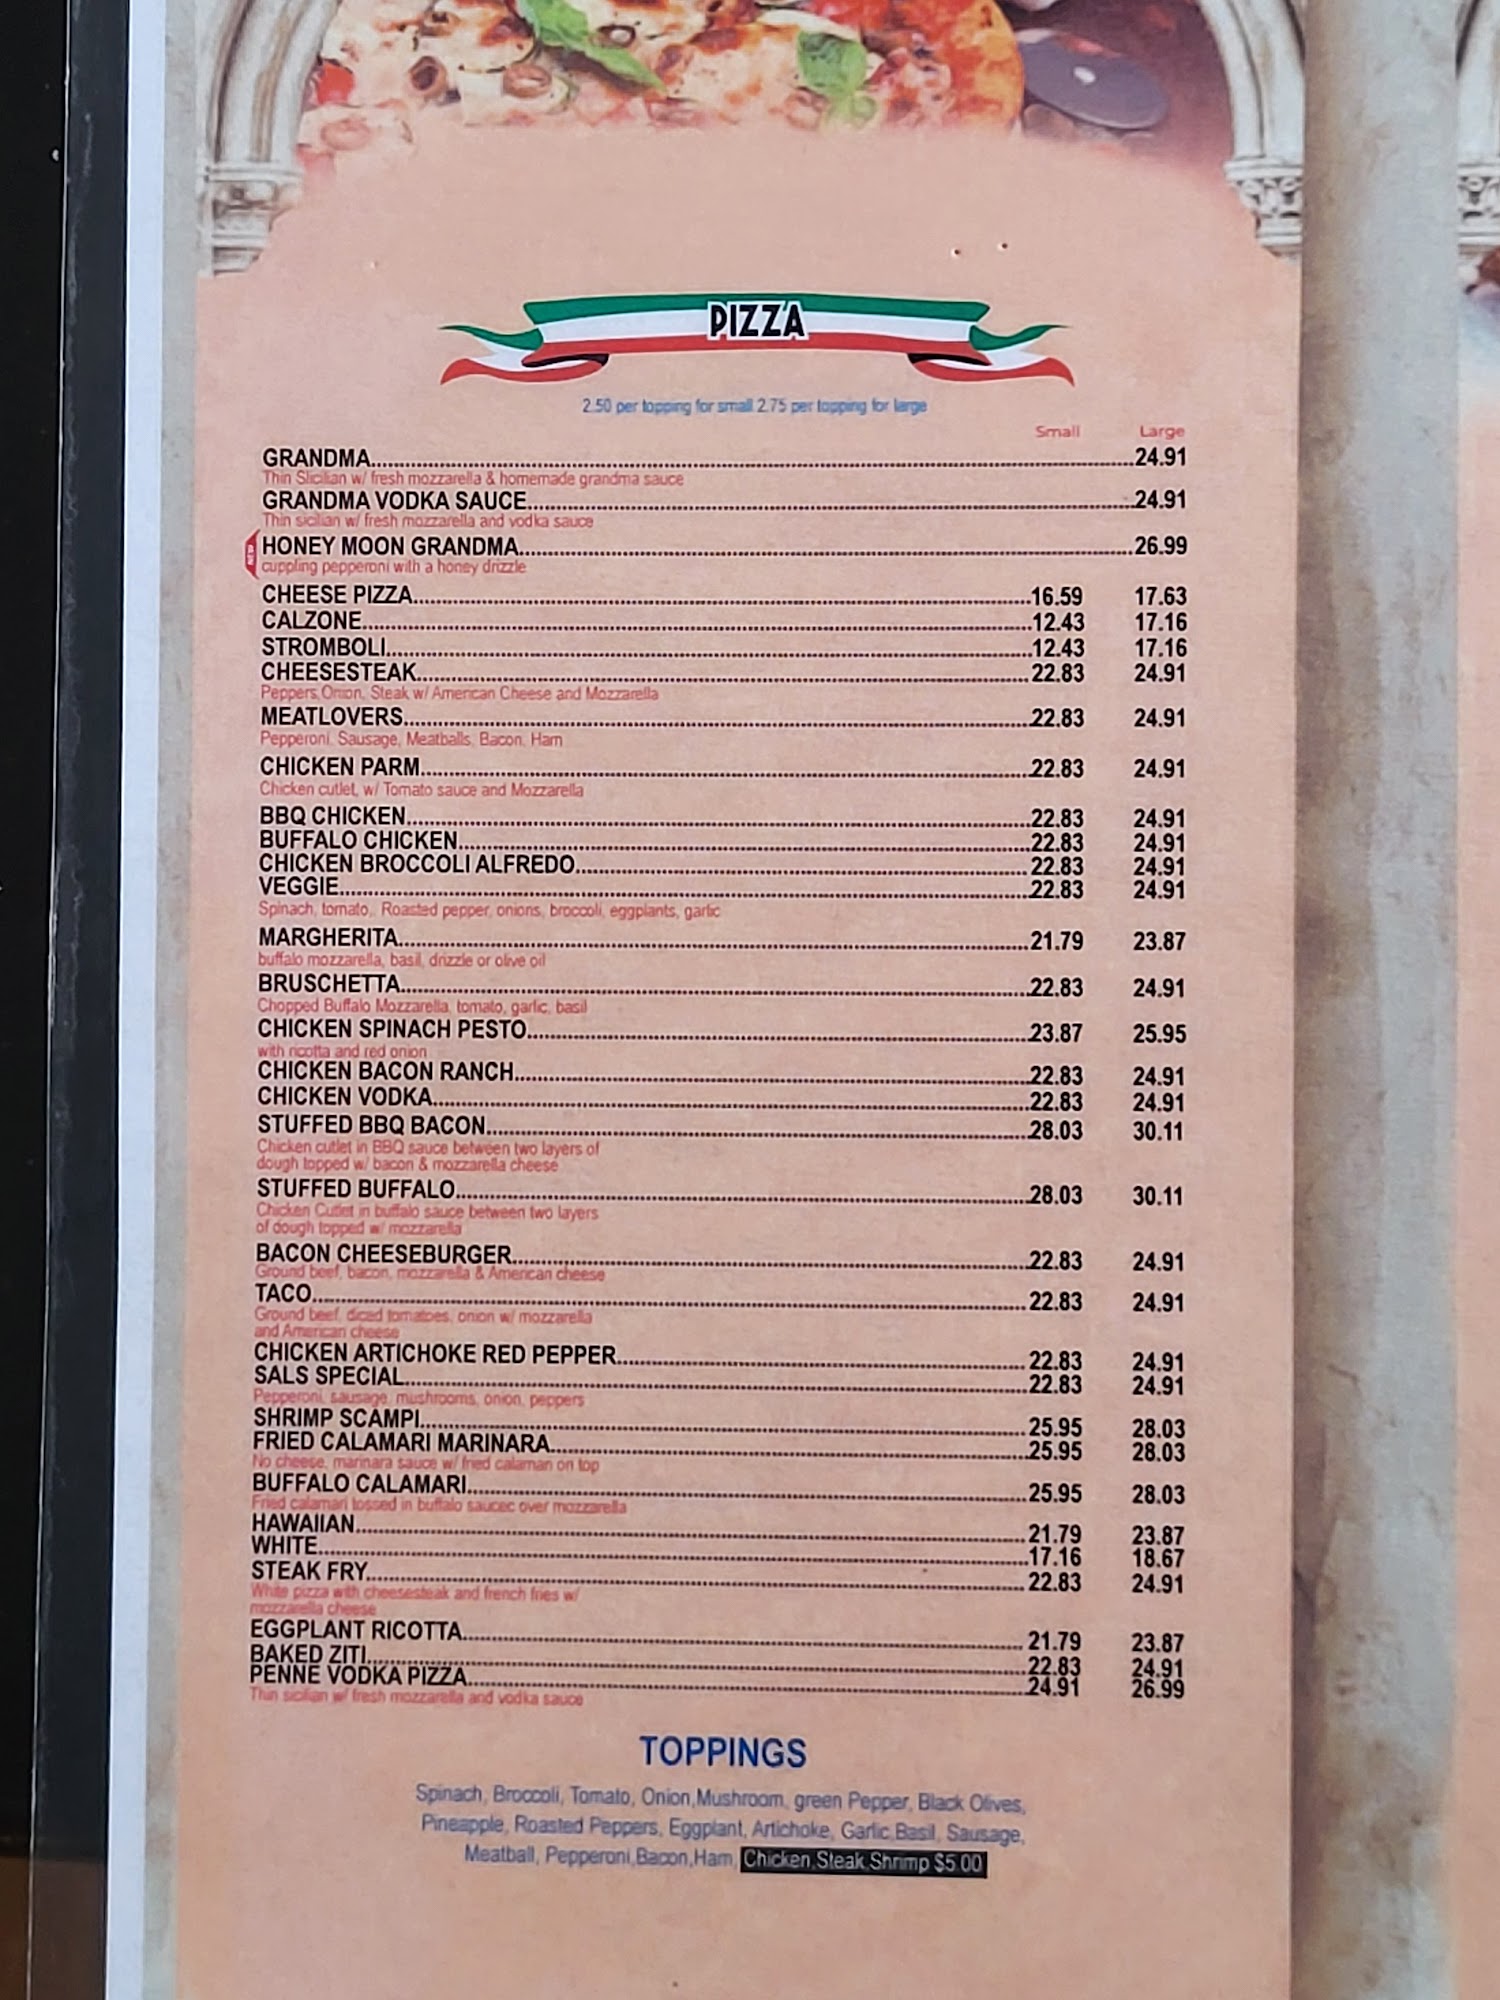 PIZZA
2.50 per topping for small 2.75 per topping for large
Small Large
GRANDMA 24.91
Thin Slicilian w/ fresh mozzarella & homemade grandma sauce
GRANDMA VODKA SAUCE 24.91
Thin sicilian w/ fresh mozzarella and vodka sauce
HONEY MOON GRANDMA 26.99
cuppling pepperoni with a honey drizzle
CHEESE PIZZA 16.59 17.63
CALZONE 12.43 17.16
STROMBOLI 12.43 17.16
CHEESESTEAK 22.83 24.91
Peppers, Onion, Steak w/ American Cheese and Mozzarella
MEATLOVERS 22.83 24.91
Pepperoni, Sausage, Meatballs, Bacon, Ham
CHICKEN PARM 22.83 24.91
Chicken cutlet, w/ Tomato sauce and Mozzarella
BBQ CHICKEN 22.83 24.91
BUFFALO CHICKEN 22.83 24.91
CHICKEN BROCCOLI ALFREDO 22.83 24.91
VEGGIE 22.83 24.91
Spinach, tomato, Roasted pepper, onions, broccoli, eggplants, garlic
MARGHERITA 21.79 23.87
buffalo mozzarella, basil, drizzle or olive oil
BRUSCHETTA 22.83 24.91
Chopped Buffalo Mozzarella, tomato, garlic, basil
CHICKEN SPINACH PESTO 23.87 25.95
with ricotta and red onion
CHICKEN BACON RANCH 22.83 24.91
CHICKEN VODKA 22.83 24.91
STUFFED BBQ BACON 28.03 30.11
Chicken cutlet in BBQ sauce between two layers of
dough topped w/ bacon & mozzarella cheese
STUFFED BUFFALO 28.03 30.11
Chicken Cutlet in buffalo sauce between two layers
of dough topped w/ mozzarella
BACON CHEESEBURGER 22.83 24.91
Ground beef, bacon, mozzarella & American cheese
TACO 22.83 24.91
Ground beef, diced tomatoes, onion w/ mozzarella
and American cheese
CHICKEN ARTICHOKE RED PEPPER 22.83 24.91
SALS SPECIAL 22.83 24.91
Pepperoni, sausage, mushrooms, onion, peppers
SHRIMP SCAMPI 25.95 28.03
FRIED CALAMARI MARINARA 25.95 28.03
No cheese, marinara sauce w/ fried calamari on top
BUFFALO CALAMARI 25.95 28.03
Fried calamari tossed in buffalo saucec over mozzarella
HAWAIIAN 21.79 23.87
WHITE 17.16 18.67
STEAK FRY 22.83 24.91
White pizza with cheesesteak and french fries w/
mozzarella cheese
EGGPLANT RICOTTA 21.79 23.87
BAKED ZITI 22.83 24.91
PENNE VODKA PIZZA 24.91 26.99
Thin sicilian w/ fresh mozzarella and vodka sauce
TOPPINGS
Spinach, Broccoli, Tomato, Onion, Mushroom, green Pepper, Black Olives,
Pineapple, Roasted Peppers, Eggplant, Artichoke, Garlic, Basil, Sausage,
Meatball, Pepperoni, Bacon, Ham, Chicken, Steak, Shrimp $5.00